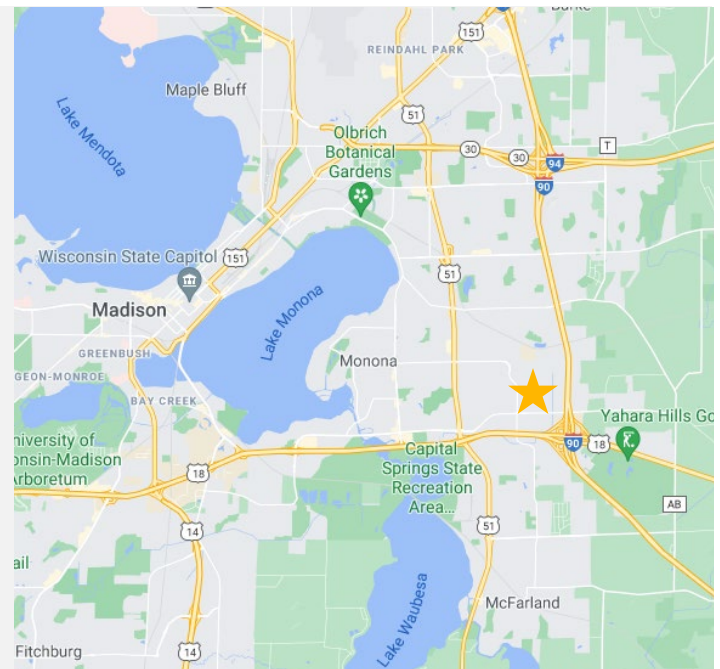 Burke
151
REINDAHL PARK
Maple Bluff
51
Lake Mendota
Olbrich
Botanical
Gardens
30
30
94
T
90
Wisconsin State Capitol
151
51
Madison
Lake Monona
GREENBUSH
Monona
GEON-MONROE
BAY CREEK
Yahara Hills Go
niversity of
onsin-Madison
Arboretum
18
Capital
Springs State
Recreation
Area...
90
18
AB
14
51
ail
Lake Waubesa
McFarland
Fitchburg
14